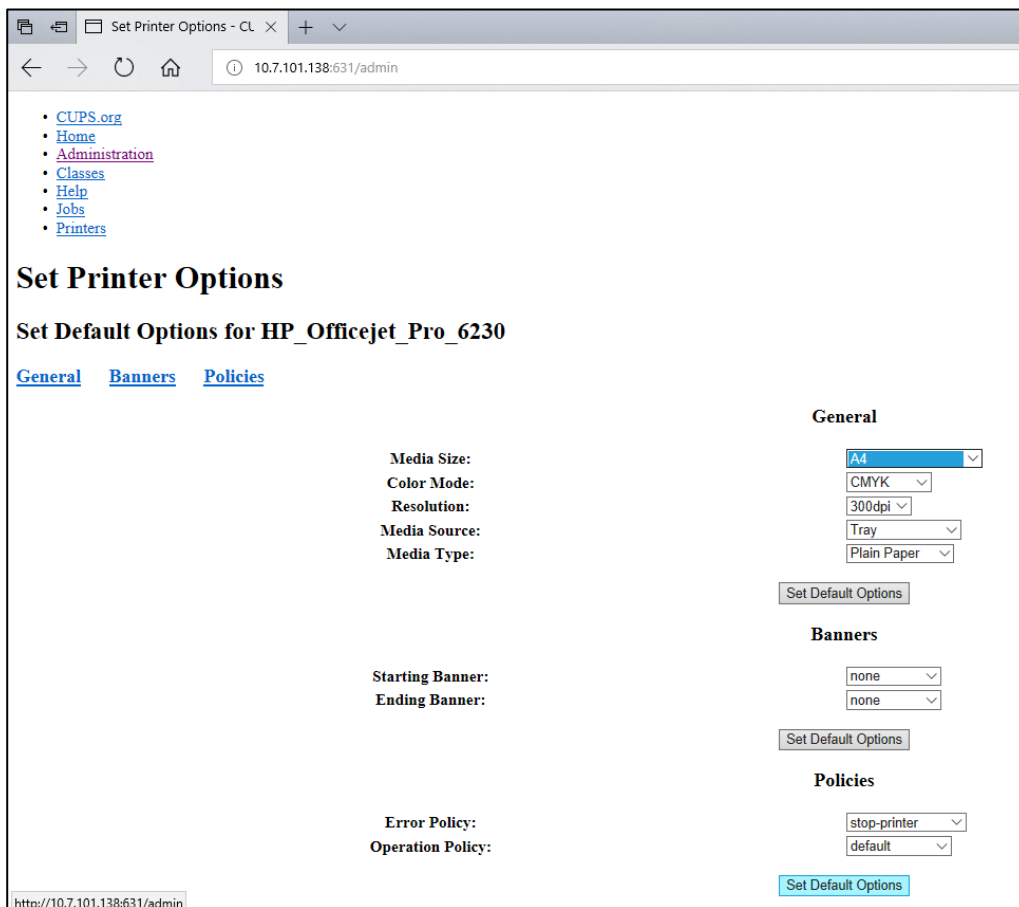 Set Printer Options - CL
10.7.101.138:631/admin
CUPS.org
Home
Administration
Classes
Help
Jobs
Printers
Set Printer Options
Set Default Options for HP_Officejet_Pro_6230
General Banners Policies
General
Media Size: A4
Color Mode: CMYK
Resolution: 300dpi
Media Source: Tray
Media Type: Plain Paper
Set Default Options
Banners
Starting Banner: none
Ending Banner: none
Set Default Options
Policies
Error Policy: stop-printer
Operation Policy: default
Set Default Options
http://10.7.101.138:631/admin